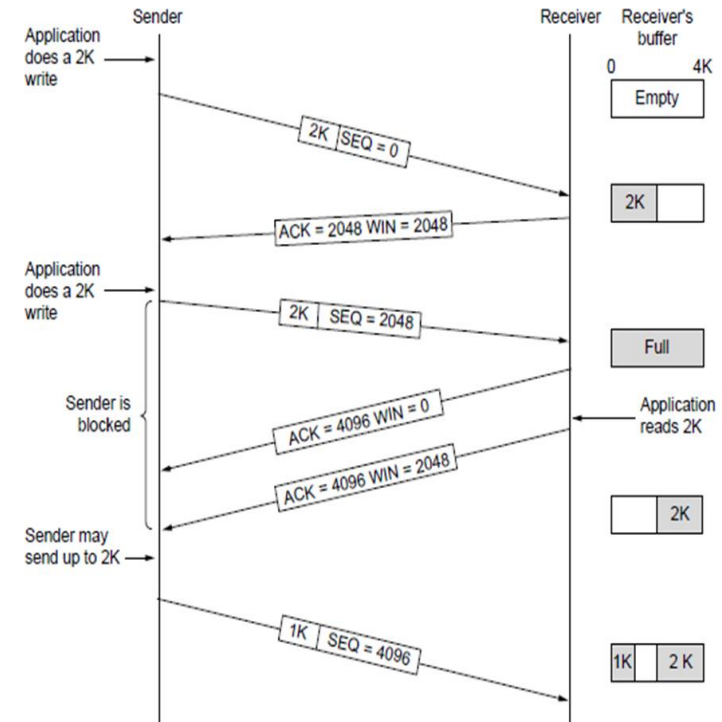 Sender
Receiver
Receiver's
buffer
Application
does a 2K
write
0 4K
Empty
2K SEQ = 0
2K
ACK = 2048 WIN = 2048
Application
does a 2K
write
2K SEQ = 2048
Full
Sender is
blocked
ACK = 4096 WIN = 0
Application
reads 2K
ACK = 4096 WIN = 2048
2K
Sender may
send up to 2K
1K SEQ = 4096
1K 2 K